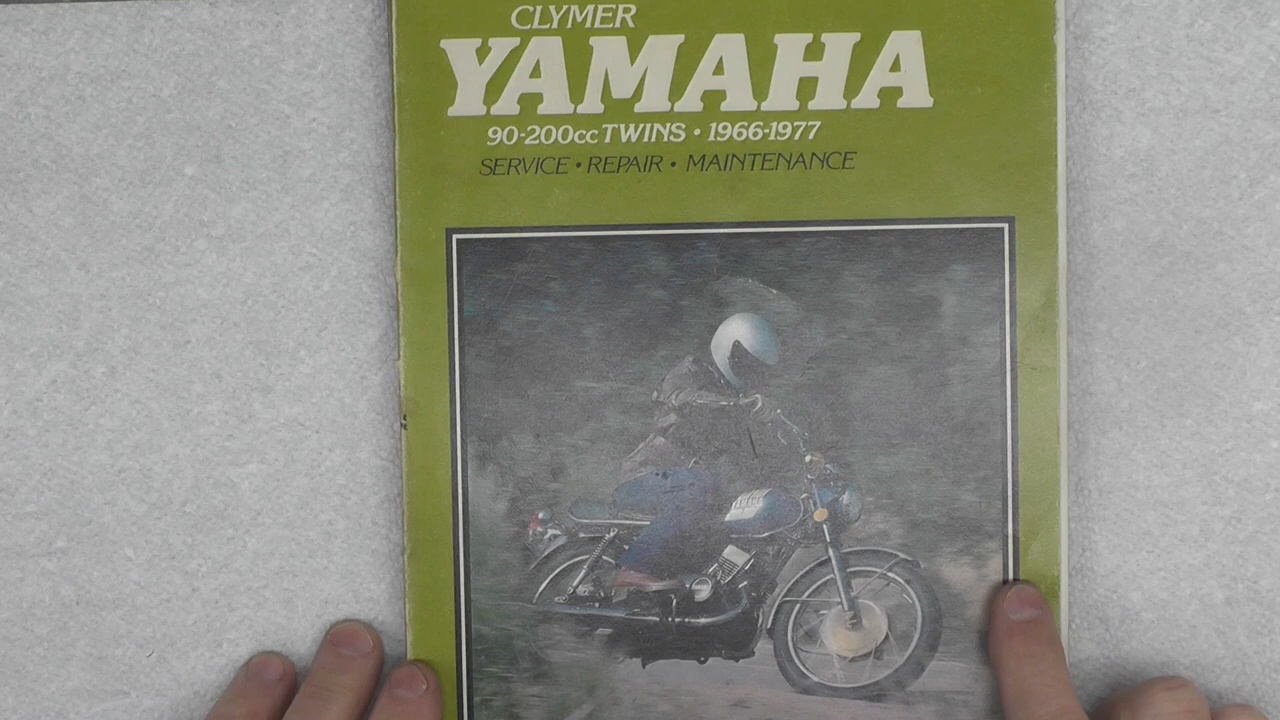 CLYMER
YAMAHA
90-200cc TWINS • 1966-1977
SERVICE • REPAIR • MAINTENANCE